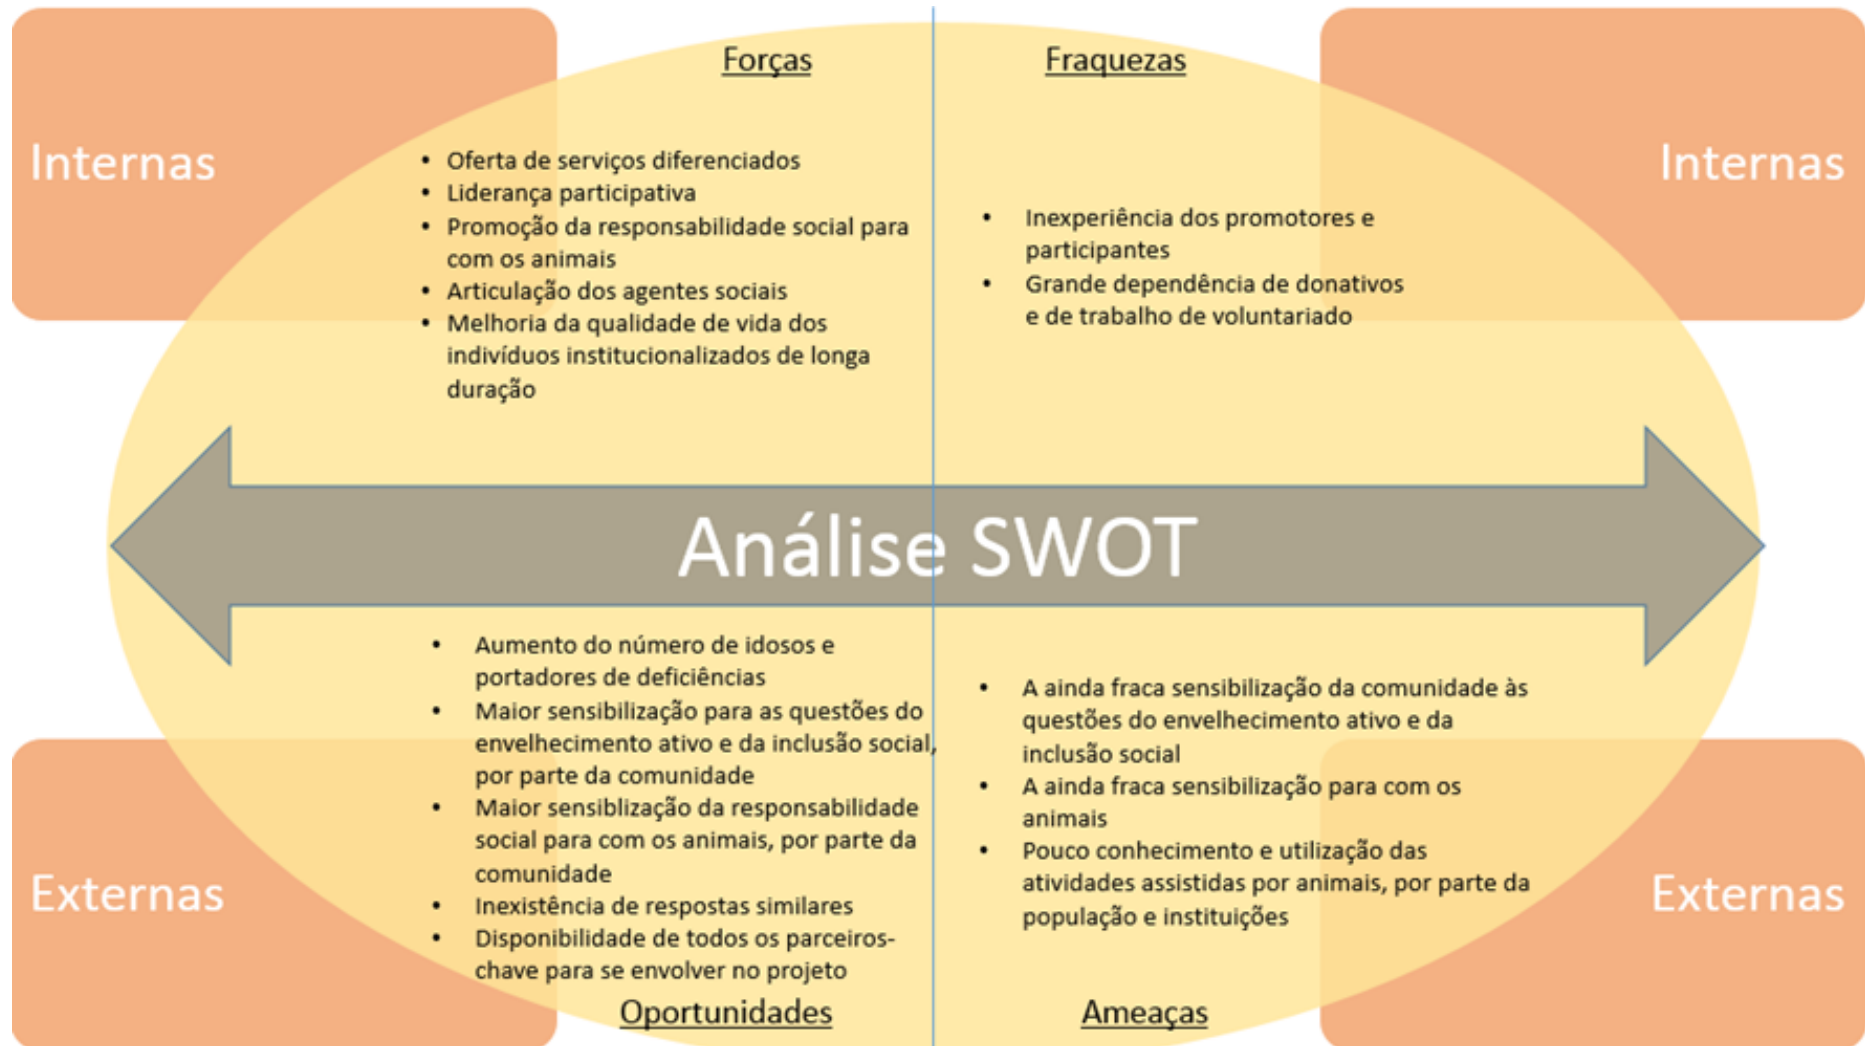 Internas
Forças
• Oferta de serviços diferenciados
• Liderança participativa
• Promoção da responsabilidade social para
com os animais
• Articulação dos agentes sociais
• Melhoria da qualidade de vida dos
indivíduos institucionalizados de longa
duração
Fraquezas
• Inexperiência dos promotores e
participantes
• Grande dependência de donativos
e de trabalho de voluntariado
Internas
Análise SWOT
Externas
• Aumento do número de idosos e
portadores de deficiências
• Maior sensibilização para as questões do
envelhecimento ativo e da inclusão social,
por parte da comunidade
• Maior sensiblização da responsabilidade
social para com os animais, por parte da
comunidade
• Inexistência de respostas similares
• Disponibilidade de todos os parceiros-
chave para se envolver no projeto
Oportunidades
• A ainda fraca sensibilização da comunidade às
questões do envelhecimento ativo e da
inclusão social
• A ainda fraca sensibilização para com os
animais
• Pouco conhecimento e utilização das
atividades assistidas por animais, por parte da
população e instituições
Ameaças
Externas